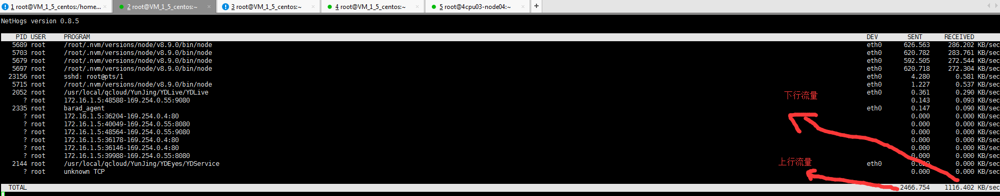 1 root@VM_1_5_centos:/home...× 2 root@VM_1_5_centos:~ × 3 root@VM_1_5_centos:~ × 4 root@VM_1_5_centos:~ × 5 root@4cpu03-node04:~ × +
NetHogs version 0.8.5
PID USER PROGRAM DEV SENT RECEIVED
5689 root /root/.nvm/versions/node/v8.9.0/bin/node eth0 626.563 286.202 KB/sec
5703 root /root/.nvm/versions/node/v8.9.0/bin/node eth0 620.782 283.761 KB/sec
5679 root /root/.nvm/versions/node/v8.9.0/bin/node eth0 592.505 272.544 KB/sec
5697 root /root/.nvm/versions/node/v8.9.0/bin/node eth0 620.718 272.304 KB/sec
23156 root sshd: root@pts/1 eth0 4.280 0.581 KB/sec
5715 root /root/.nvm/versions/node/v8.9.0/bin/node eth0 1.227 0.537 KB/sec
2052 root /usr/local/qcloud/YunJing/YDLive/YDLive eth0 0.361 0.290 KB/sec
下行流量
? root 172.16.1.5:48588-169.254.0.55:9080 0.143 0.093 KB/sec
2335 root barad_agent eth0 0.147 0.090 KB/sec
? root 172.16.1.5:36204-169.254.0.4:80 0.000 0.000 KB/sec
? root 172.16.1.5:40049-169.254.0.55:8080 0.000 0.000 KB/sec
? root 172.16.1.5:48564-169.254.0.55:9080 0.000 0.000 KB/sec
? root 172.16.1.5:36178-169.254.0.4:80 0.000 0.000 KB/sec
? root 172.16.1.5:36146-169.254.0.4:80 0.000 0.000 KB/sec
? root 172.16.1.5:39988-169.254.0.55:8080 0.000 0.000 KB/sec
上行流量
2144 root /usr/local/qcloud/YunJing/YDEyes/YDService eth0 0.000 KB/sec
? root unknown TCP 0.000 0.000 KB/sec
TOTAL 2466.754 1116.402 KB/sec